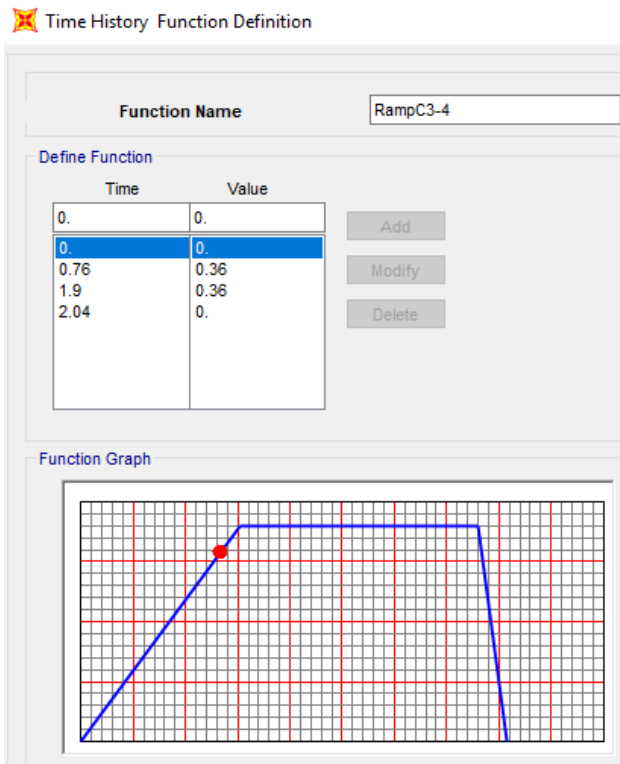 Time History Function Definition
Function Name RampC3-4
Define Function
Time Value
0. 0.
Add
0. 0.
0.76 0.36
Modify
1.9 0.36
2.04 0.
Delete
Function Graph